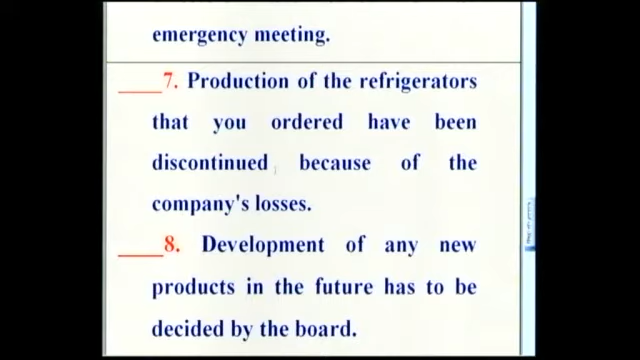 emergency meeting.
____7. Production of the refrigerators
that you ordered have been
discontinued because of the
company's losses.
____8. Development of any new
products in the future has to be
decided by the board.